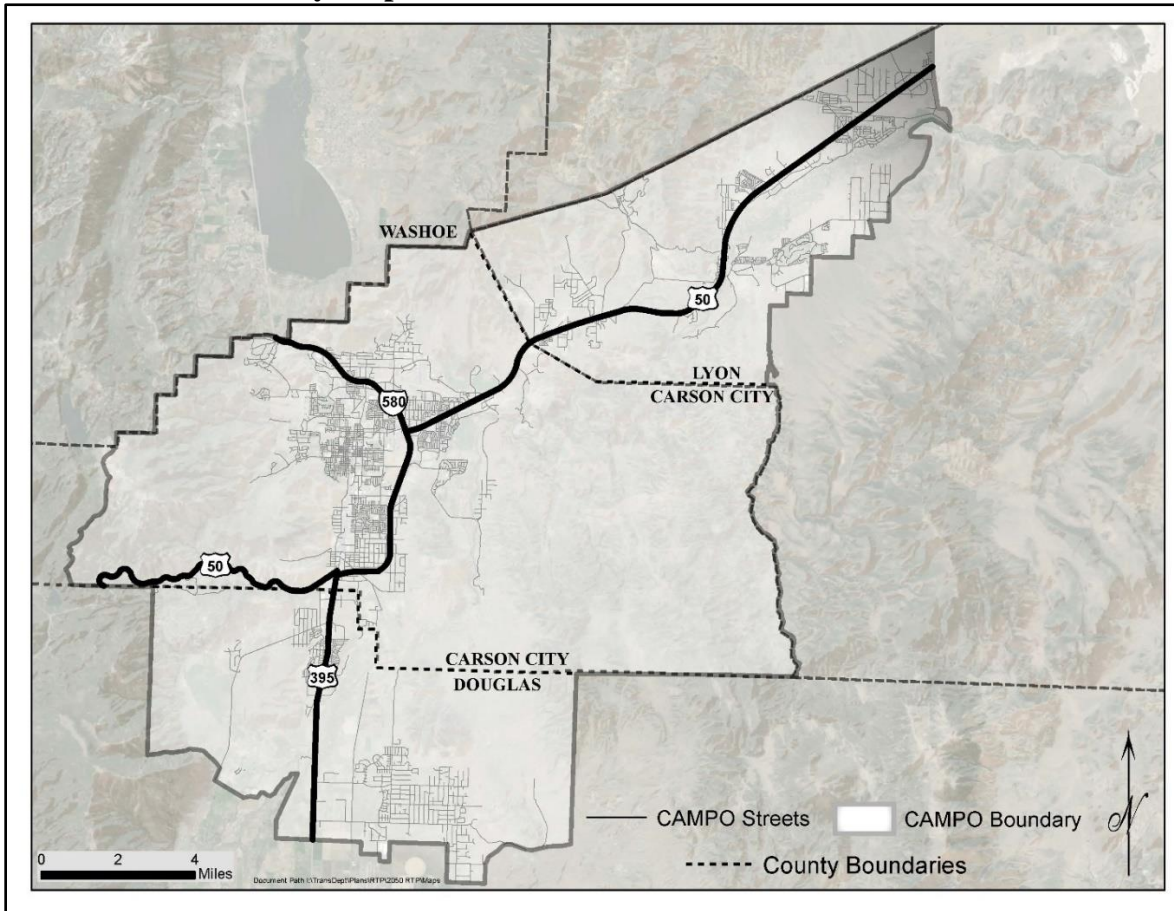 WASHOE
50
LYON
CARSON CITY
580
50
CARSON CITY
DOUGLAS
395
CAMPO Streets
CAMPO Boundary
County Boundaries
N
0 2 4
Miles